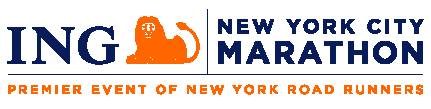 ING
NEW YORK CITY
MARATHON
PREMIER EVENT OF NEW YORK ROAD RUNNERS